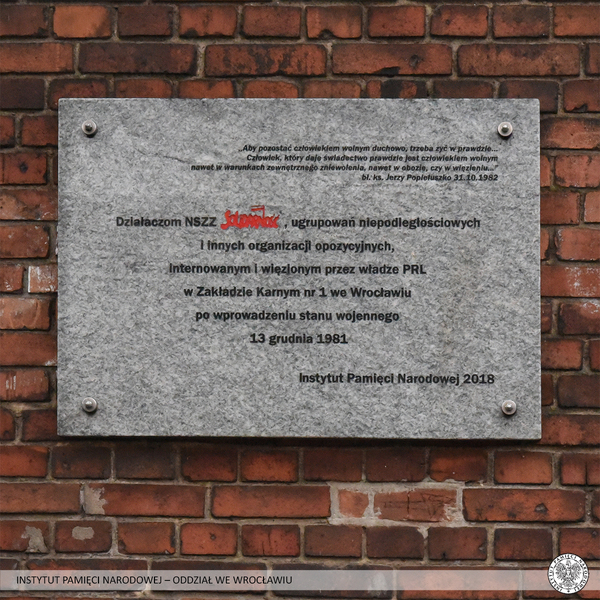 „Aby pozostać człowiekiem wolnym duchowo, trzeba żyć w prawdzie...
Człowiek, który daje świadectwo prawdzie jest człowiekiem wolnym
nawet w warunkach zewnętrznego zniewolenia, nawet w obozie, czy w więzieniu...”
bł. ks. Jerzy Popiełuszko 31.10.1982
Działaczom NSZZ Solidarność, ugrupowań niepodległościowych
i innych organizacji opozycyjnych,
internowanym i więzionym przez władze PRL
w Zakładzie Karnym nr 1 we Wrocławiu
po wprowadzeniu stanu wojennego
13 grudnia 1981
Instytut Pamięci Narodowej 2018
INSTYTUT PAMIĘCI NARODOWEJ – ODDZIAŁ WE WROCŁAWIU